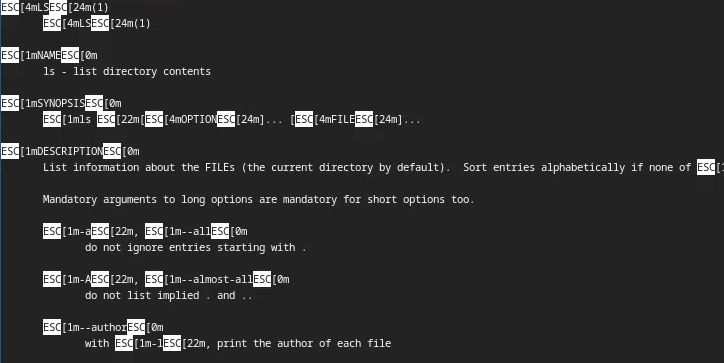 ESC[4mLSESC[24m(1)
ESC[4mLSESC[24m(1)
ESC[1mNAMEESC[0m
ls - list directory contents
ESC[1mSYNOPSISESC[0m
ESC[1mls ESC[22m[ESC[4mOPTIONESC[24m]... [ESC[4mFILEESC[24m]...
ESC[1mDESCRIPTIONESC[0m
List information about the FILEs (the current directory by default).  Sort entries alphabetically if none of ESC[1
Mandatory arguments to long options are mandatory for short options too.
ESC[1m-aESC[22m, ESC[1m--allESC[0m
do not ignore entries starting with .
ESC[1m-AESC[22m, ESC[1m--almost-allESC[0m
do not list implied . and ..
ESC[1m--authorESC[0m
with ESC[1m-lESC[22m, print the author of each file